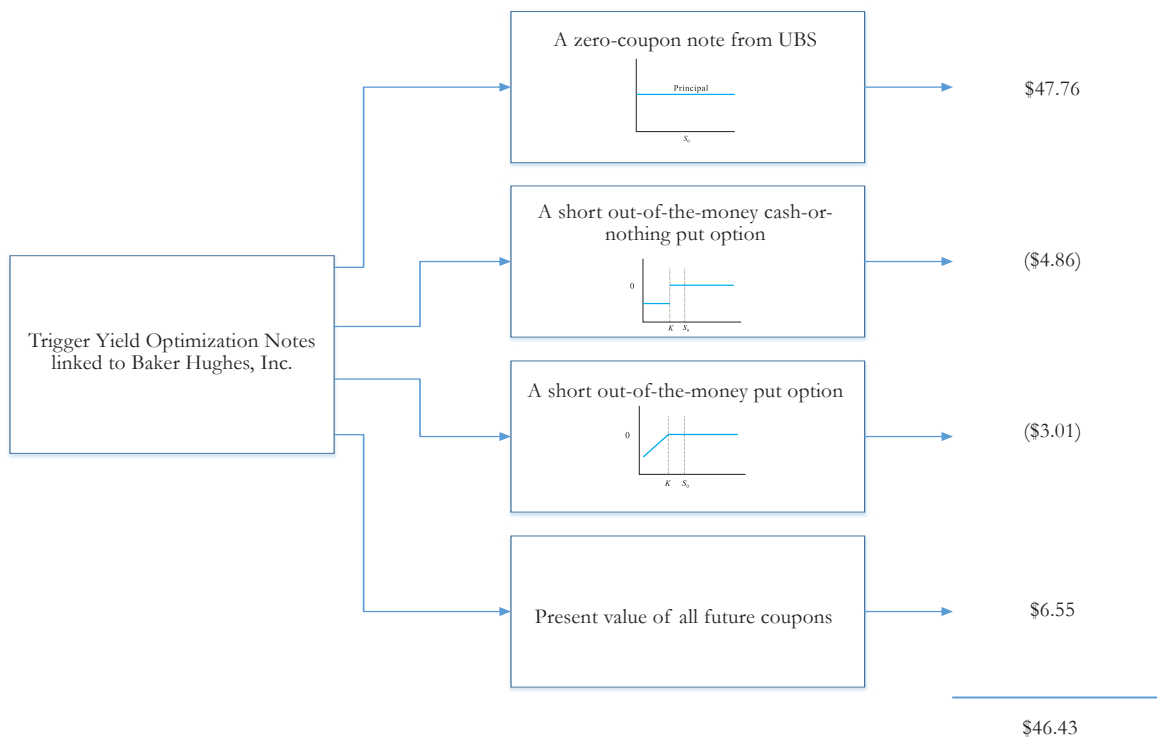 A zero-coupon note from UBS
Principal
S₀
$47.76
A short out-of-the-money cash-or-
nothing put option
0
K
S₀
($4.86)
Trigger Yield Optimization Notes
linked to Baker Hughes, Inc.
A short out-of-the-money put option
0
K
S₀
($3.01)
Present value of all future coupons
$6.55
$46.43